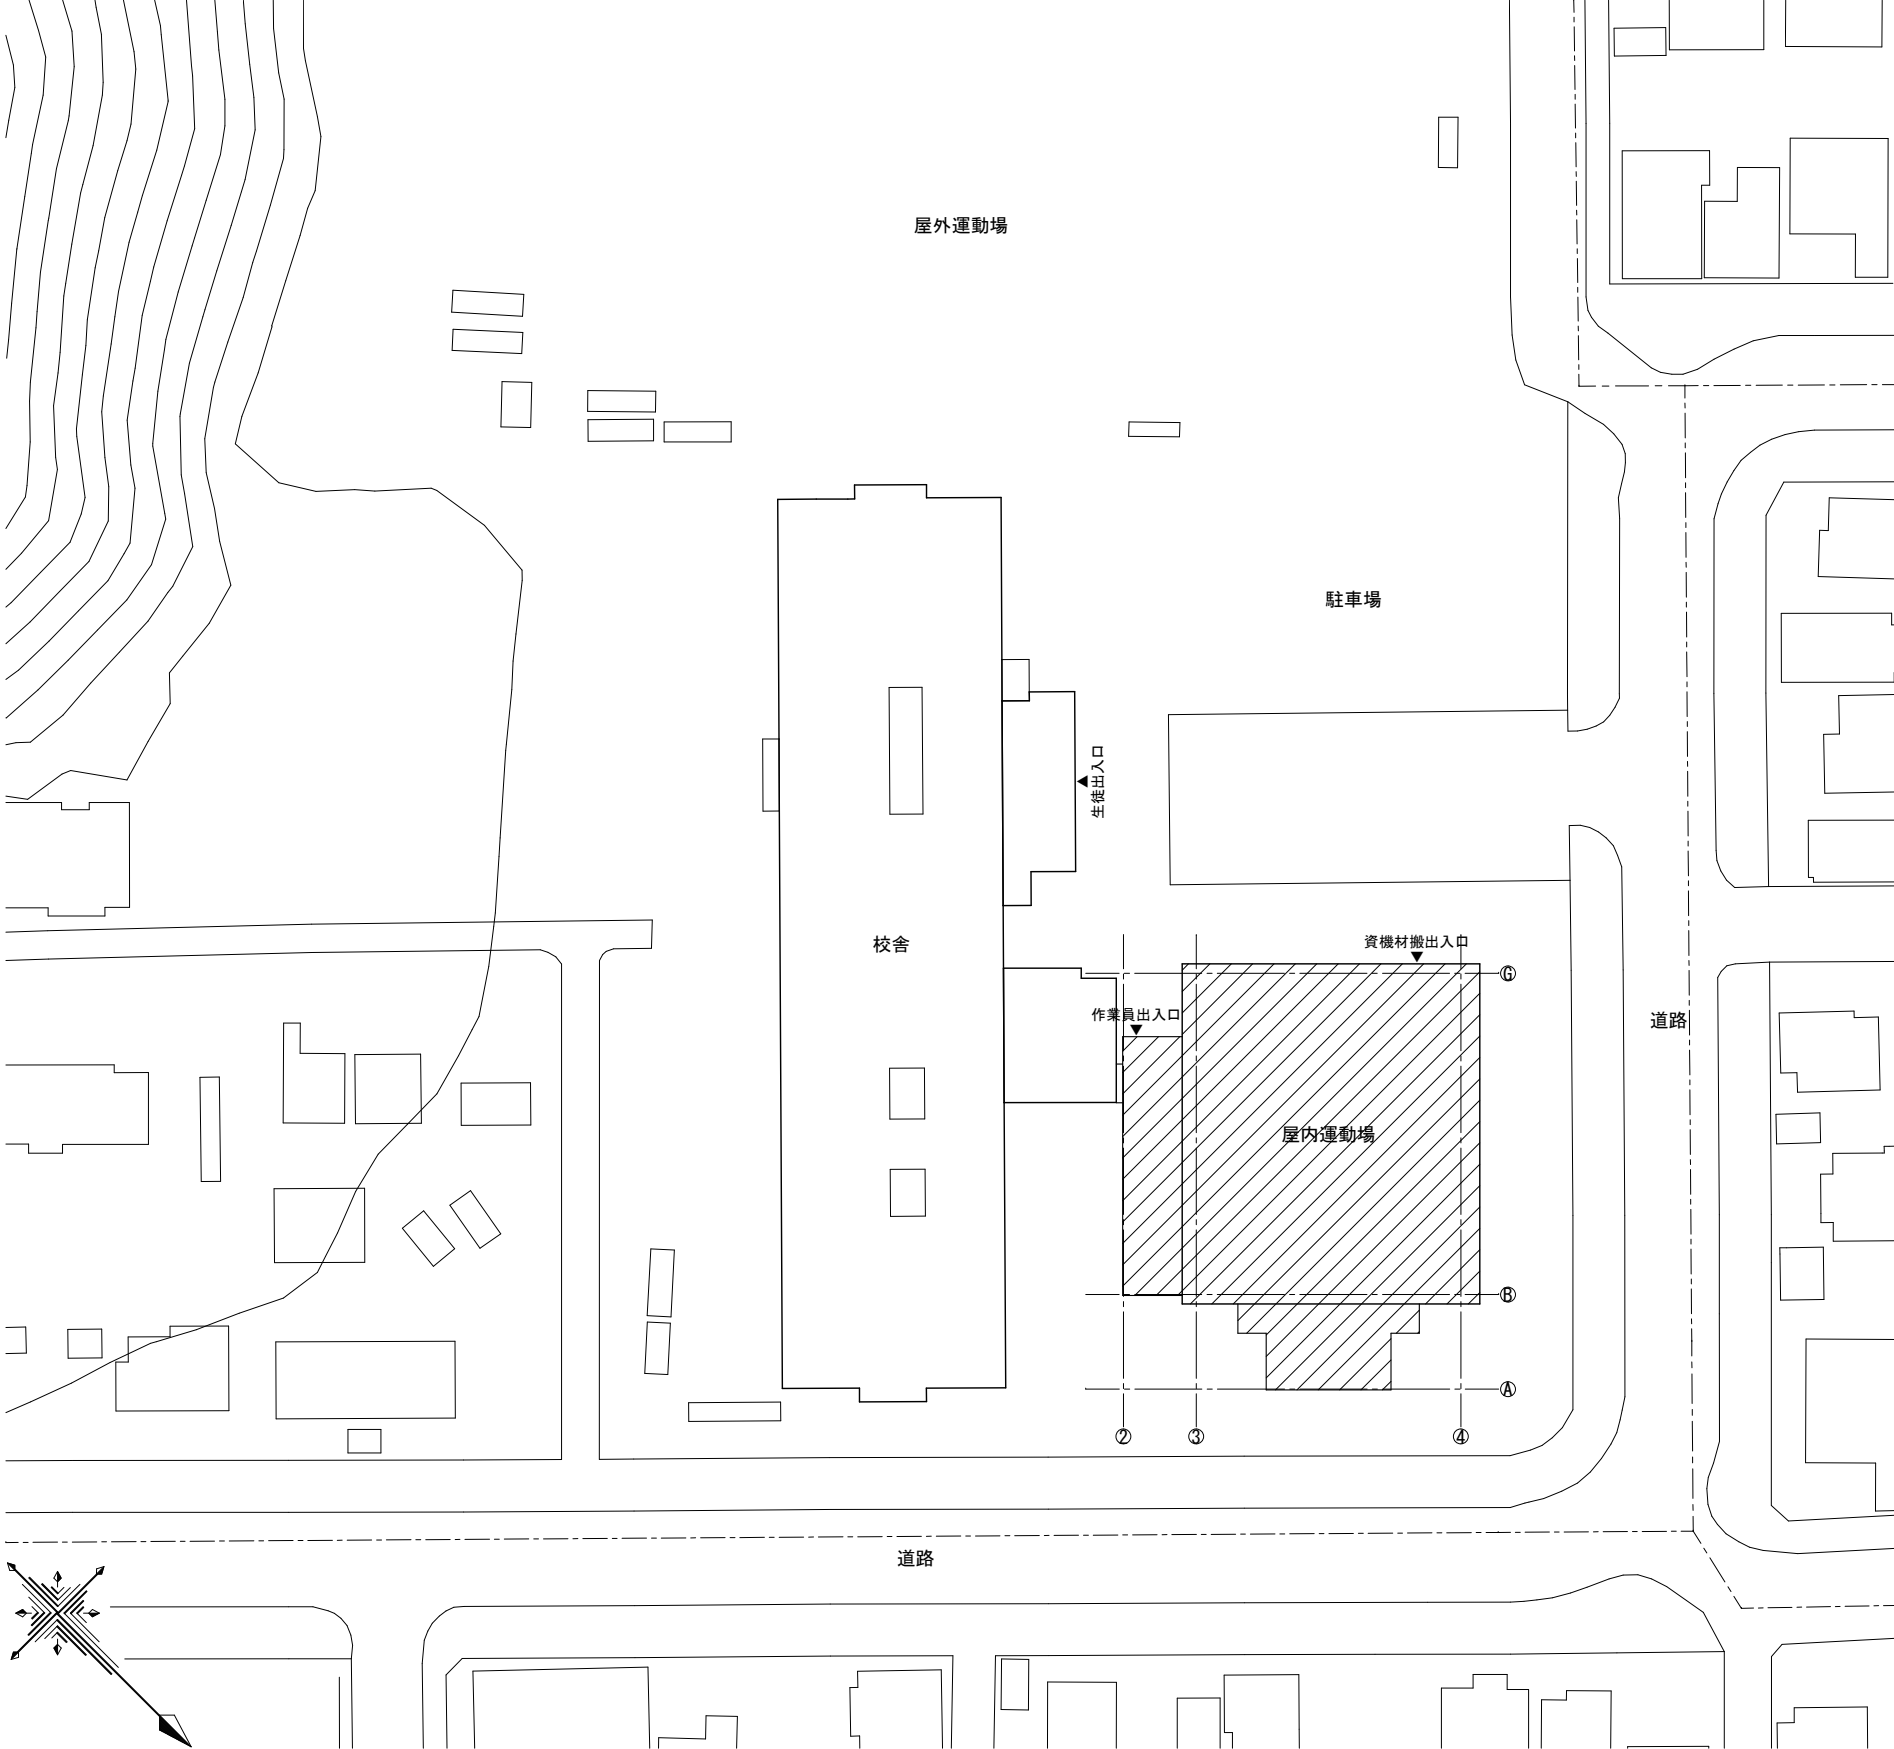 屋外運動場
駐車場
生徒出入口
校舎
資機材搬出入口
G
作業員出入口
道路
屋内運動場
B
A
② ③ ④
道路